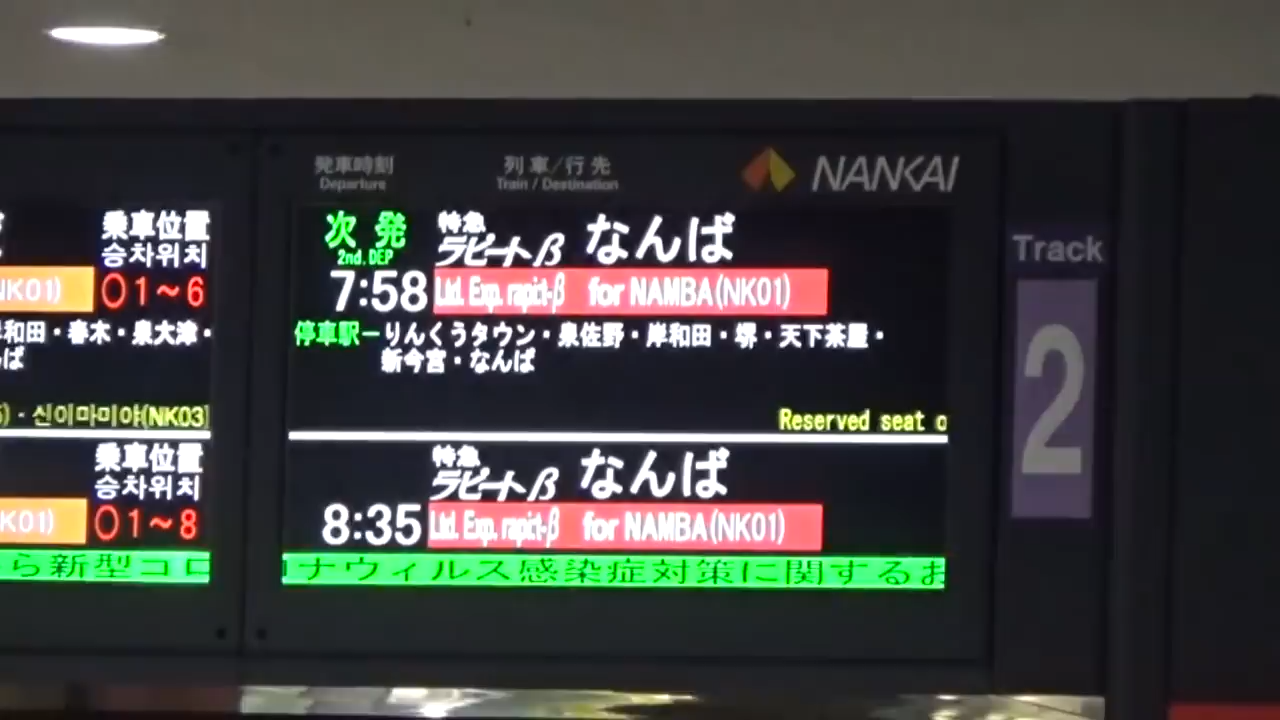 発車時刻
Departure
列車/行先
Train / Destination
NANKAI
乗車位置
승차위치
NK01)
○1~6
和田・春木・泉大津・
ば
- 신이마미야(NK03)
乗車位置
승차위치
K01)
○1~8
ら新型コロ
次発
2nd.DEP
7:58
特急
ラピートβ
なんば
Ltd. Exp. rapi:t-β for NAMBA(NK01)
停車駅ーりんくうタウン・泉佐野・岸和田・堺・天下茶屋・
新今宮・なんば
Reserved seat o
8:35
特急
ラピートβ
なんば
Ltd. Exp. rapi:t-β for NAMBA(NK01)
ナウィルス感染症対策に関するお
Track
2